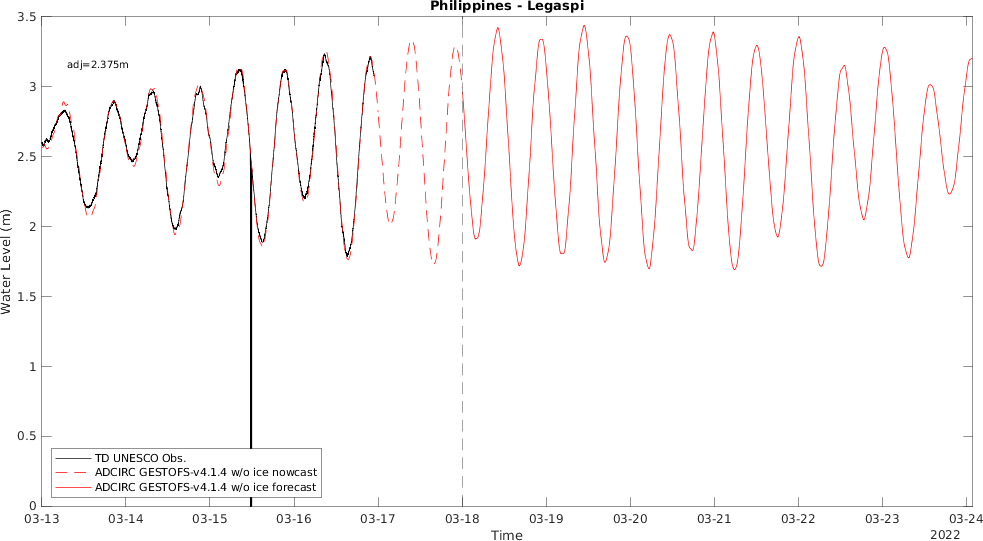 Philippines - Legaspi
adj=2.375m
Water Level (m)
3.5
3
2.5
2
1.5
1
0.5
0
TD UNESCO Obs.
ADCIRC GESTOFS-v4.1.4 w/o ice nowcast
ADCIRC GESTOFS-v4.1.4 w/o ice forecast
03-13 03-14 03-15 03-16 03-17 03-18 03-19 03-20 03-21 03-22 03-23 03-24
Time
2022